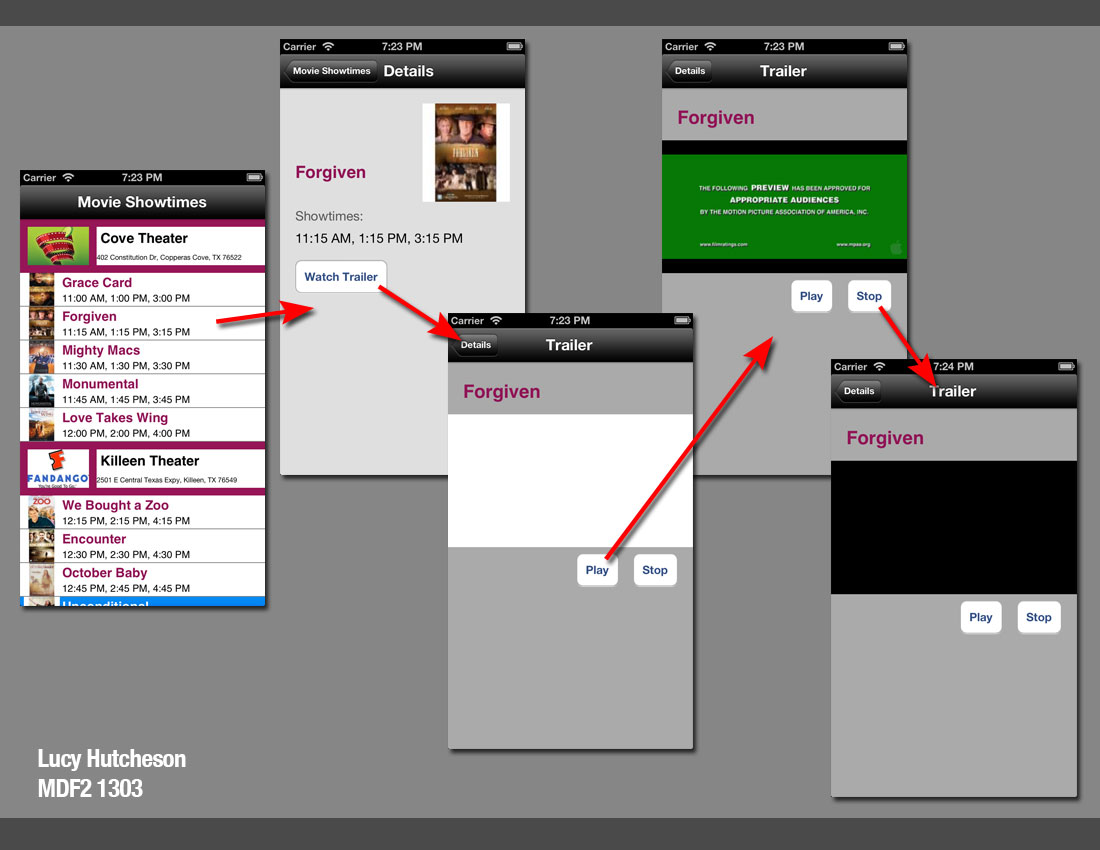 Carrier 7:23 PM
Movie Showtimes
Cove Theater
402 Constitution Dr, Copperas Cove, TX 76522
Grace Card
11:00 AM, 1:00 PM, 3:00 PM
Forgiven
11:15 AM, 1:15 PM, 3:15 PM
Mighty Macs
11:30 AM, 1:30 PM, 3:30 PM
Monumental
11:45 AM, 1:45 PM, 3:45 PM
Love Takes Wing
12:00 PM, 2:00 PM, 4:00 PM
FANDANGO
You're Good To Go.
Killeen Theater
2501 E Central Texas Expy, Killeen, TX 76549
ZOO
We Bought a Zoo
12:15 PM, 2:15 PM, 4:15 PM
Encounter
12:30 PM, 2:30 PM, 4:30 PM
October Baby
12:45 PM, 2:45 PM, 4:45 PM
Unconditional
Carrier 7:23 PM
Movie Showtimes Details
FORGIVEN
Forgiven
Showtimes:
11:15 AM, 1:15 PM, 3:15 PM
Watch Trailer
Carrier 7:23 PM
Details Trailer
Forgiven
Play Stop
Carrier 7:23 PM
Details Trailer
Forgiven
THE FOLLOWING PREVIEW HAS BEEN APPROVED FOR
APPROPRIATE AUDIENCES
BY THE MOTION PICTURE ASSOCIATION OF AMERICA, INC.
www.filmratings.com www.mpaa.org
Play Stop
Carrier 7:24 PM
Details Trailer
Forgiven
Play Stop
Lucy Hutcheson
MDF2 1303